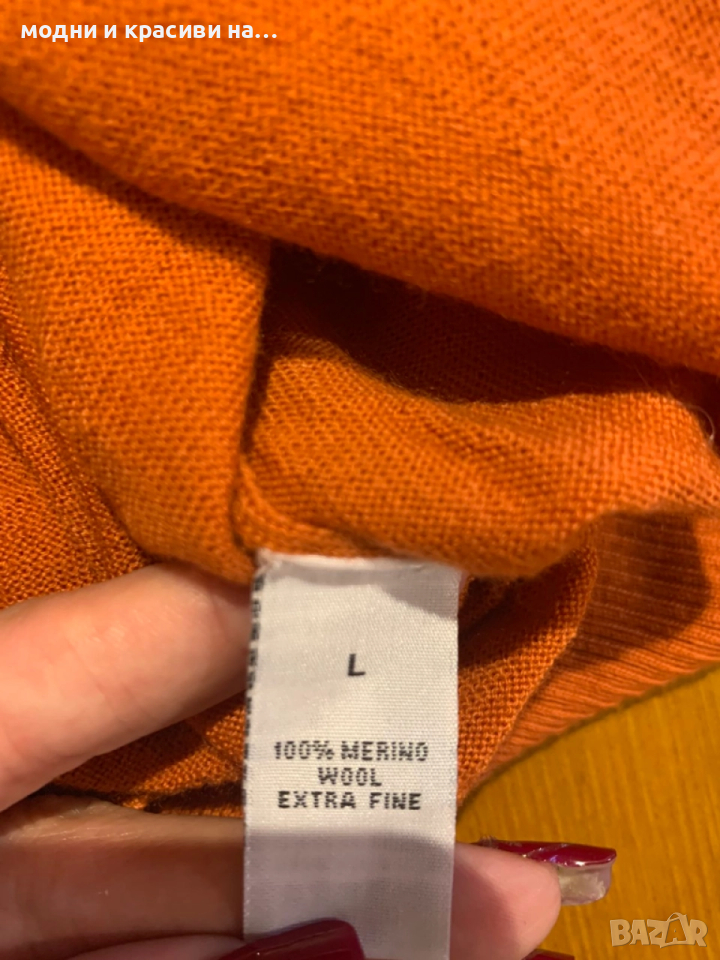 модни и красиви на...
L
100% MERINO
WOOL
EXTRA FINE
BAZAR